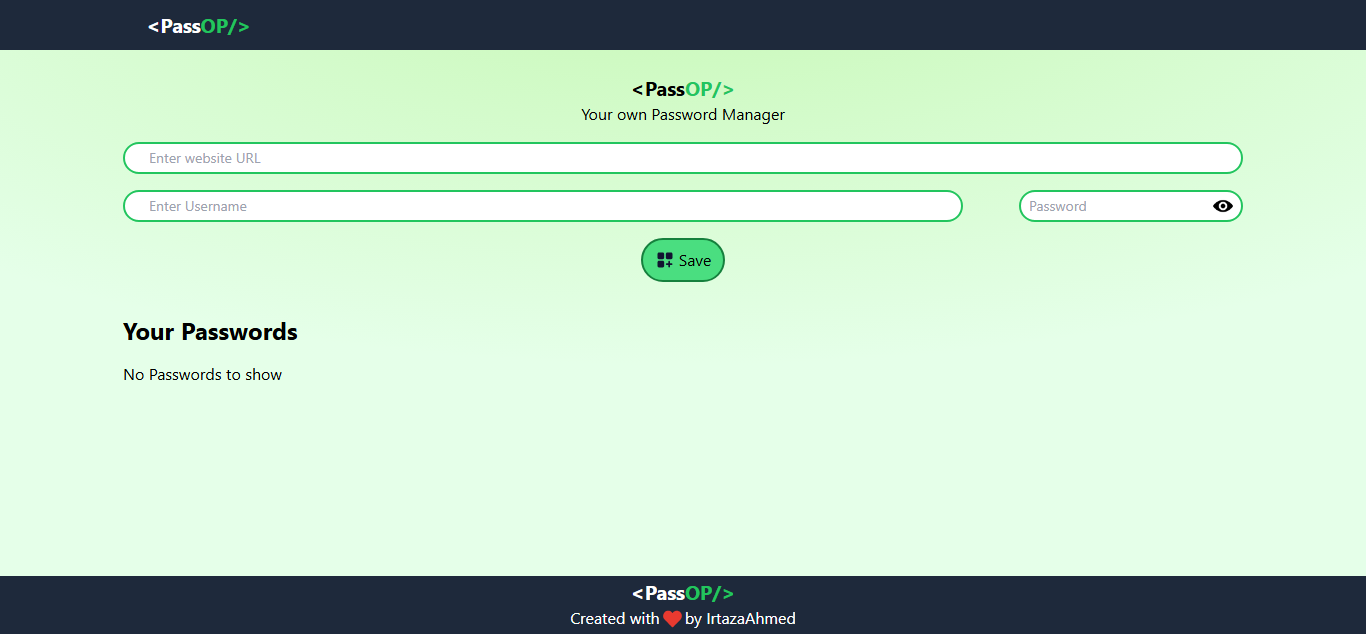 <PassOP/>
<PassOP/>
Your own Password Manager
Enter website URL
Enter Username
Password
Save
Your Passwords
No Passwords to show
<PassOP/>
Created with by IrtazaAhmed